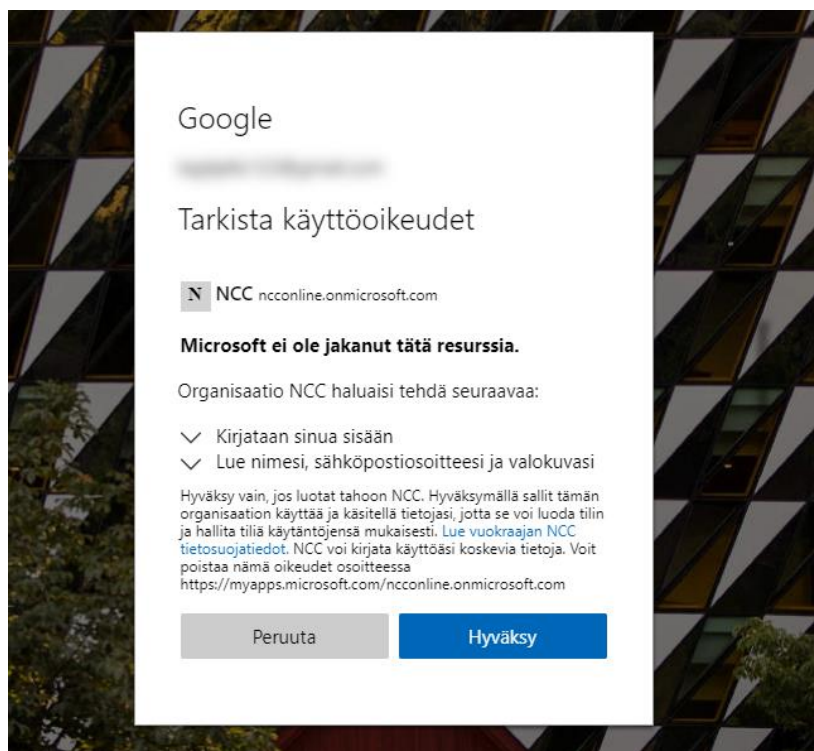 Google
Tarkista käyttöoikeudet
N NCC ncconline.onmicrosoft.com
Microsoft ei ole jakanut tätä resurssia.
Organisaatio NCC haluaisi tehdä seuraavaa:
Kirjataan sinua sisään
Lue nimesi, sähköpostiosoitteesi ja valokuvasi
Hyväksy vain, jos luotat tahoon NCC. Hyväksymällä sallit tämän
organisaation käyttää ja käsitellä tietojasi, jotta se voi luoda tilin
ja hallita tiliä käytäntöjensä mukaisesti. Lue vuokraajan NCC
tietosuojatiedot. NCC voi kirjata käyttöäsi koskevia tietoja. Voit
poistaa nämä oikeudet osoitteessa
https://myapps.microsoft.com/ncconline.onmicrosoft.com
Peruuta Hyväksy